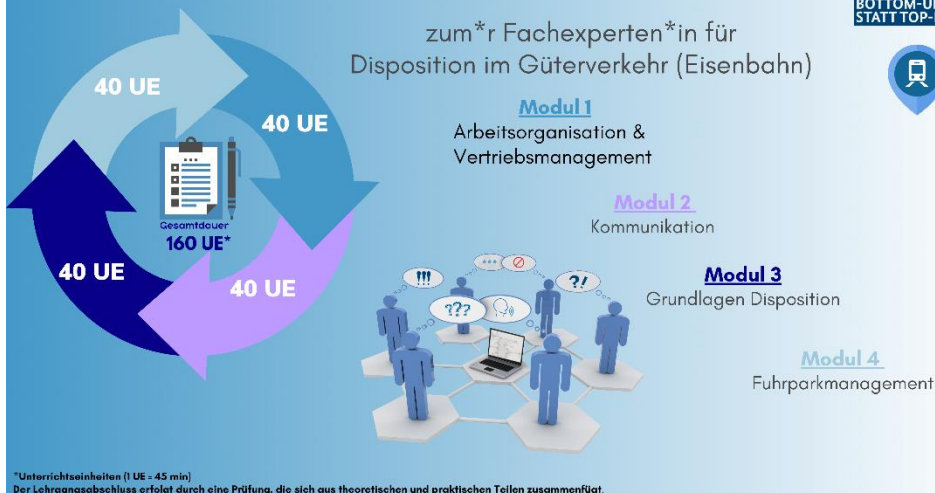 BOTTOM-U
STATT TOP-
zum*r Fachexperten*in für
Disposition im Güterverkehr (Eisenbahn)
40 UE
40 UE
40 UE
40 UE
Gesamtdauer
160 UE*
Modul 1
Arbeitsorganisation &
Vertriebsmanagement
Modul 2
Kommunikation
Modul 3
Grundlagen Disposition
Modul 4
Fuhrparkmanagement
!!!
...
?!
???
*Unterrichtseinheiten (1 UE = 45 min)
Der Lehrgangsabschluss erfolgt durch eine Prüfung, die sich aus theoretischen und praktischen Teilen zusammenfügt.